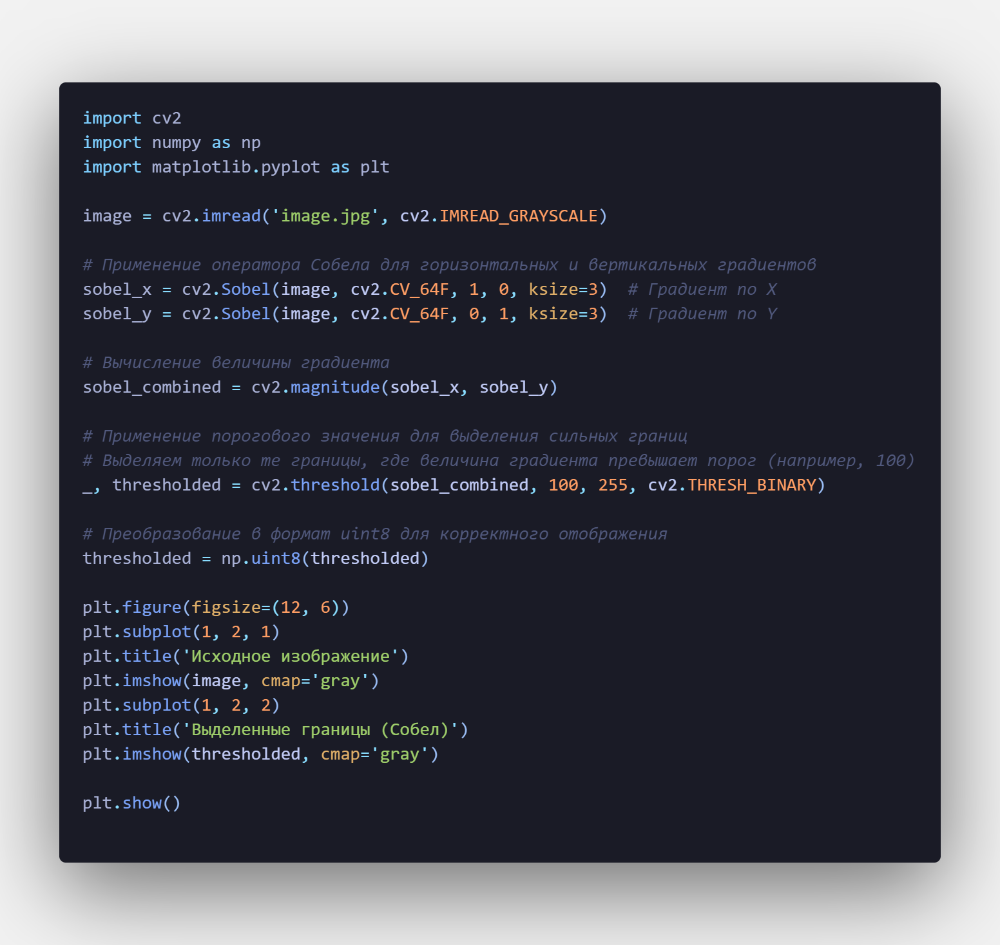 import cv2
import numpy as np
import matplotlib.pyplot as plt
image = cv2.imread('image.jpg', cv2.IMREAD_GRAYSCALE)
# Применение оператора Собела для горизонтальных и вертикальных градиентов
sobel_x = cv2.Sobel(image, cv2.CV_64F, 1, 0, ksize=3)  # Градиент по X
sobel_y = cv2.Sobel(image, cv2.CV_64F, 0, 1, ksize=3)  # Градиент по Y
# Вычисление величины градиента
sobel_combined = cv2.magnitude(sobel_x, sobel_y)
# Применение порогового значения для выделения сильных границ
# Выделяем только те границы, где величина градиента превышает порог (например, 100)
_, thresholded = cv2.threshold(sobel_combined, 100, 255, cv2.THRESH_BINARY)
# Преобразование в формат uint8 для корректного отображения
thresholded = np.uint8(thresholded)
plt.figure(figsize=(12, 6))
plt.subplot(1, 2, 1)
plt.title('Исходное изображение')
plt.imshow(image, cmap='gray')
plt.subplot(1, 2, 2)
plt.title('Выделенные границы (Собел)')
plt.imshow(thresholded, cmap='gray')
plt.show()